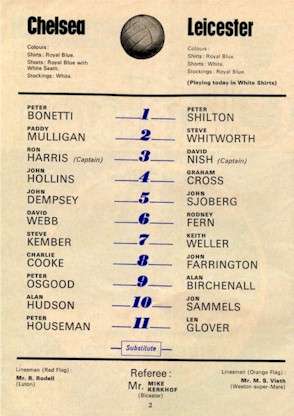 Chelsea Leicester
Colours: Colours:
Shirts: Royal Blue. Shirts: Royal Blue.
Shorts: Royal Blue with Shorts: White.
White Seam. Stockings: Royal Blue.
Stockings: White.
(Playing today in White Shirts)
PETER BONETTI 1 PETER SHILTON
PADDY MULLIGAN 2 STEVE WHITWORTH
RON HARRIS (Captain) 3 DAVID NISH (Captain)
JOHN HOLLINS 4 GRAHAM CROSS
JOHN DEMPSEY 5 JOHN SJOBERG
DAVID WEBB 6 RODNEY FERN
STEVE KEMBER 7 KEITH WELLER
CHARLIE COOKE 8 JOHN FARRINGTON
PETER OSGOOD 9 ALAN BIRCHENALL
ALAN HUDSON 10 JON SAMMELS
PETER HOUSEMAN 11 LEN GLOVER
Substitute
Linesman (Red Flag): Referee: Linesman (Orange Flag):
Mr. B. Rodell Mr. MIKE KERKHOF Mr. M. S. Viath
(Luton) (Bicester) (Weston-super-Mare)
2